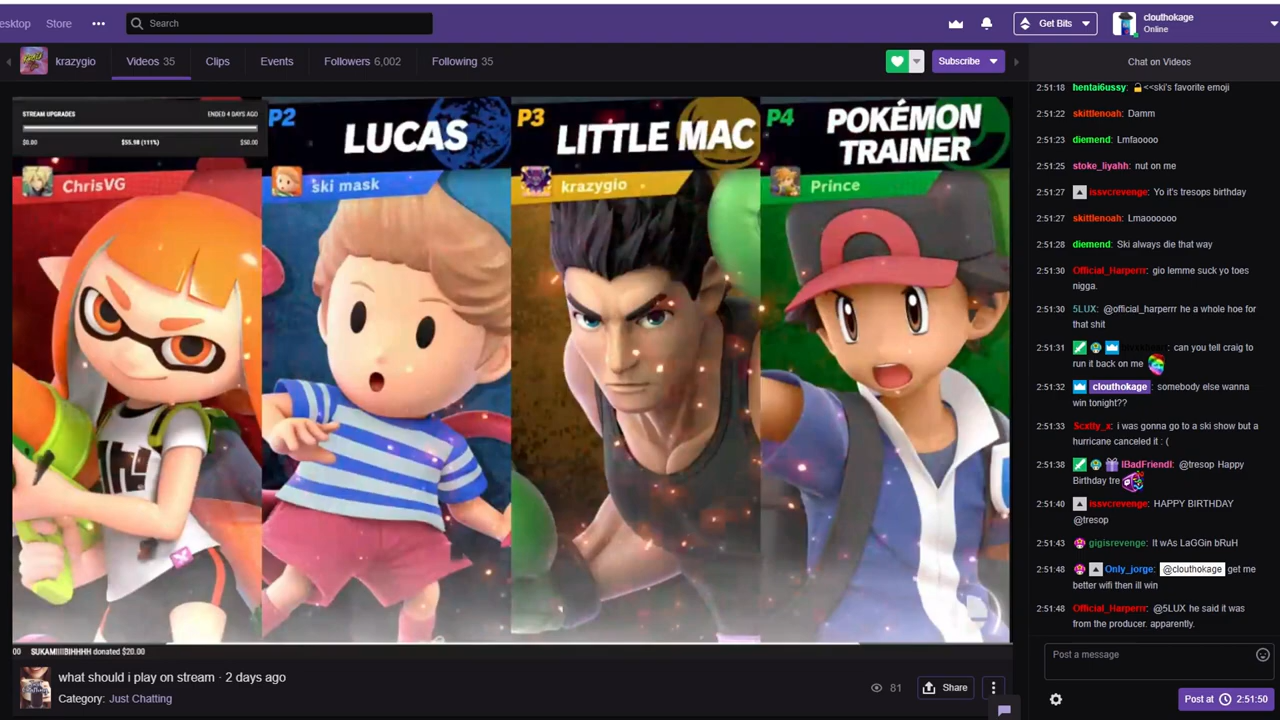 esktop
Store
Search
Get Bits
clouthokage
Online
krazygio
Videos 35
Clips
Events
Followers 6,002
Following 35
Subscribe
Chat on Videos
STREAM UPGRADES
ENDED 4 DAYS AGO
$0.00
$55.98 (111%)
$50.00
P2
LUCAS
P3
LITTLE MAC
P4
POKÉMON
TRAINER
ChrisVG
ski mask
krazygio
Prince
00
SUKAMIIIIBIHHHH donated $20.00
what should i play on stream · 2 days ago
Category: Just Chatting
81
Share
2:51:18 hentai6ussy: <<ski's favorite emoji
2:51:22 skittlenoah: Damm
2:51:23 diemend: Lmfaoooo
2:51:25 stoke_liyahh: nut on me
2:51:27 issvcrevenge: Yo it's tresops birthday
2:51:27 skittlenoah: Lmaoooooo
2:51:28 diemend: Ski always die that way
2:51:30 Official_Harperrr: gio lemme suck yo toes
nigga.
2:51:30 5LUX: @official_harperrr he a whole hoe for
that shit
2:51:31 can you tell craig to
run it back on me
2:51:32 clouthokage: somebody else wanna
win tonight??
2:51:33 Scxtly_x: i was gonna go to a ski show but a
hurricane canceled it : (
2:51:38 IBadFriendI: @tresop Happy
Birthday tre
2:51:40 issvcrevenge: HAPPY BIRTHDAY
@tresop
2:51:43 gigisrevenge: It wAs LaGGin bRuH
2:51:48 Only_jorge: @clouthokage get me
better wifi then ill win
2:51:48 Official_Harperrr: @5LUX he said it was
from the producer. apparently.
Post a message
Post at 2:51:50